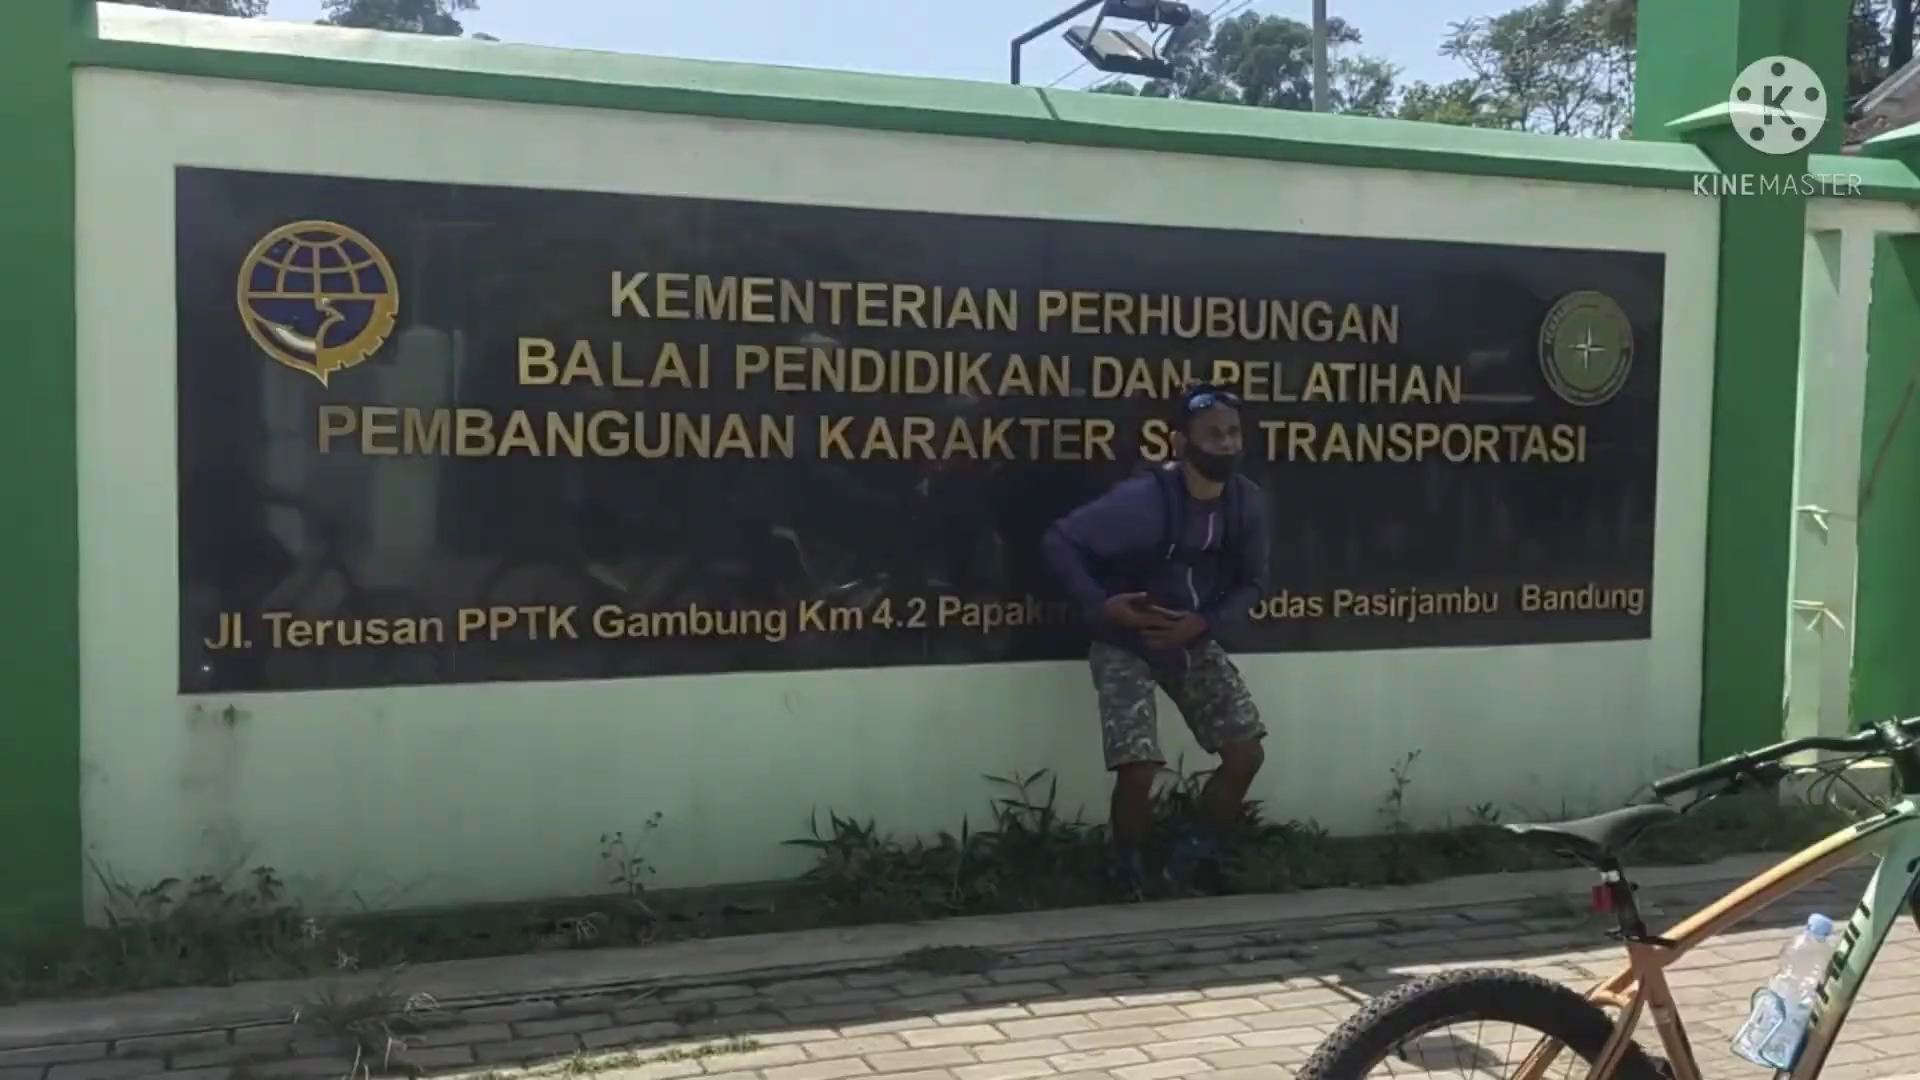 KINEMASTER
KEMENTERIAN PERHUBUNGAN
BALAI PENDIDIKAN DAN PELATIHAN
PEMBANGUNAN KARAKTER TRANSPORTASI
Jl. Terusan PPTK Gambung Km 4.2 Pasirjambu Bandung